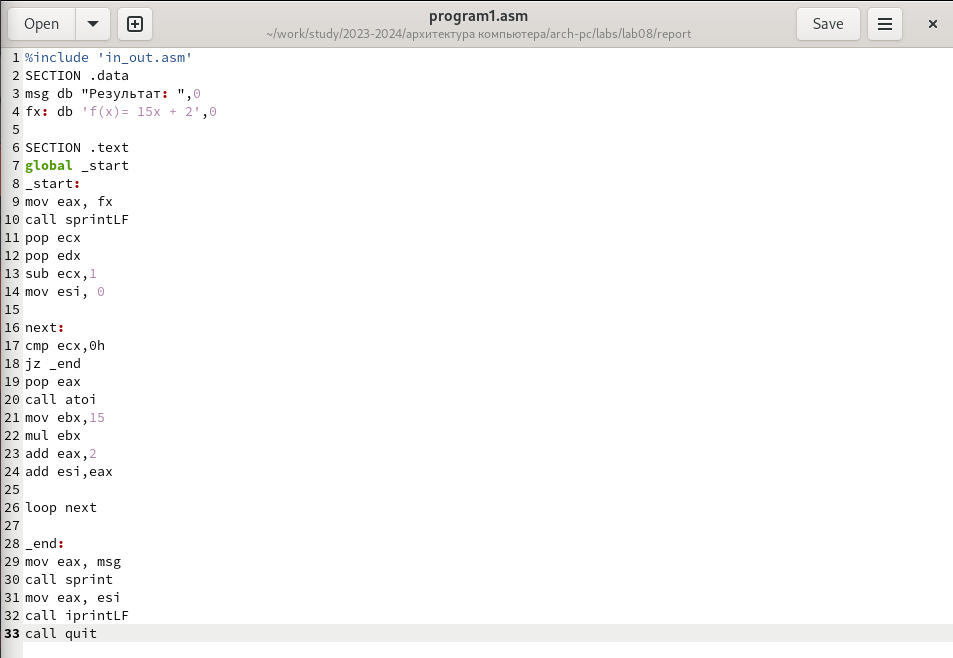 Open
program1.asm
~/work/study/2023-2024/архитектура компьютера/arch-pc/labs/lab08/report
Save
1 %include 'in_out.asm'
2 SECTION .data
3 msg db "Результат: ",0
4 fx: db 'f(x)= 15x + 2',0
5
6 SECTION .text
7 global _start
8 _start:
9 mov eax, fx
10 call sprintLF
11 pop ecx
12 pop edx
13 sub ecx,1
14 mov esi, 0
15
16 next:
17 cmp ecx,0h
18 jz _end
19 pop eax
20 call atoi
21 mov ebx,15
22 mul ebx
23 add eax,2
24 add esi,eax
25
26 loop next
27
28 _end:
29 mov eax, msg
30 call sprint
31 mov eax, esi
32 call iprintLF
33 call quit